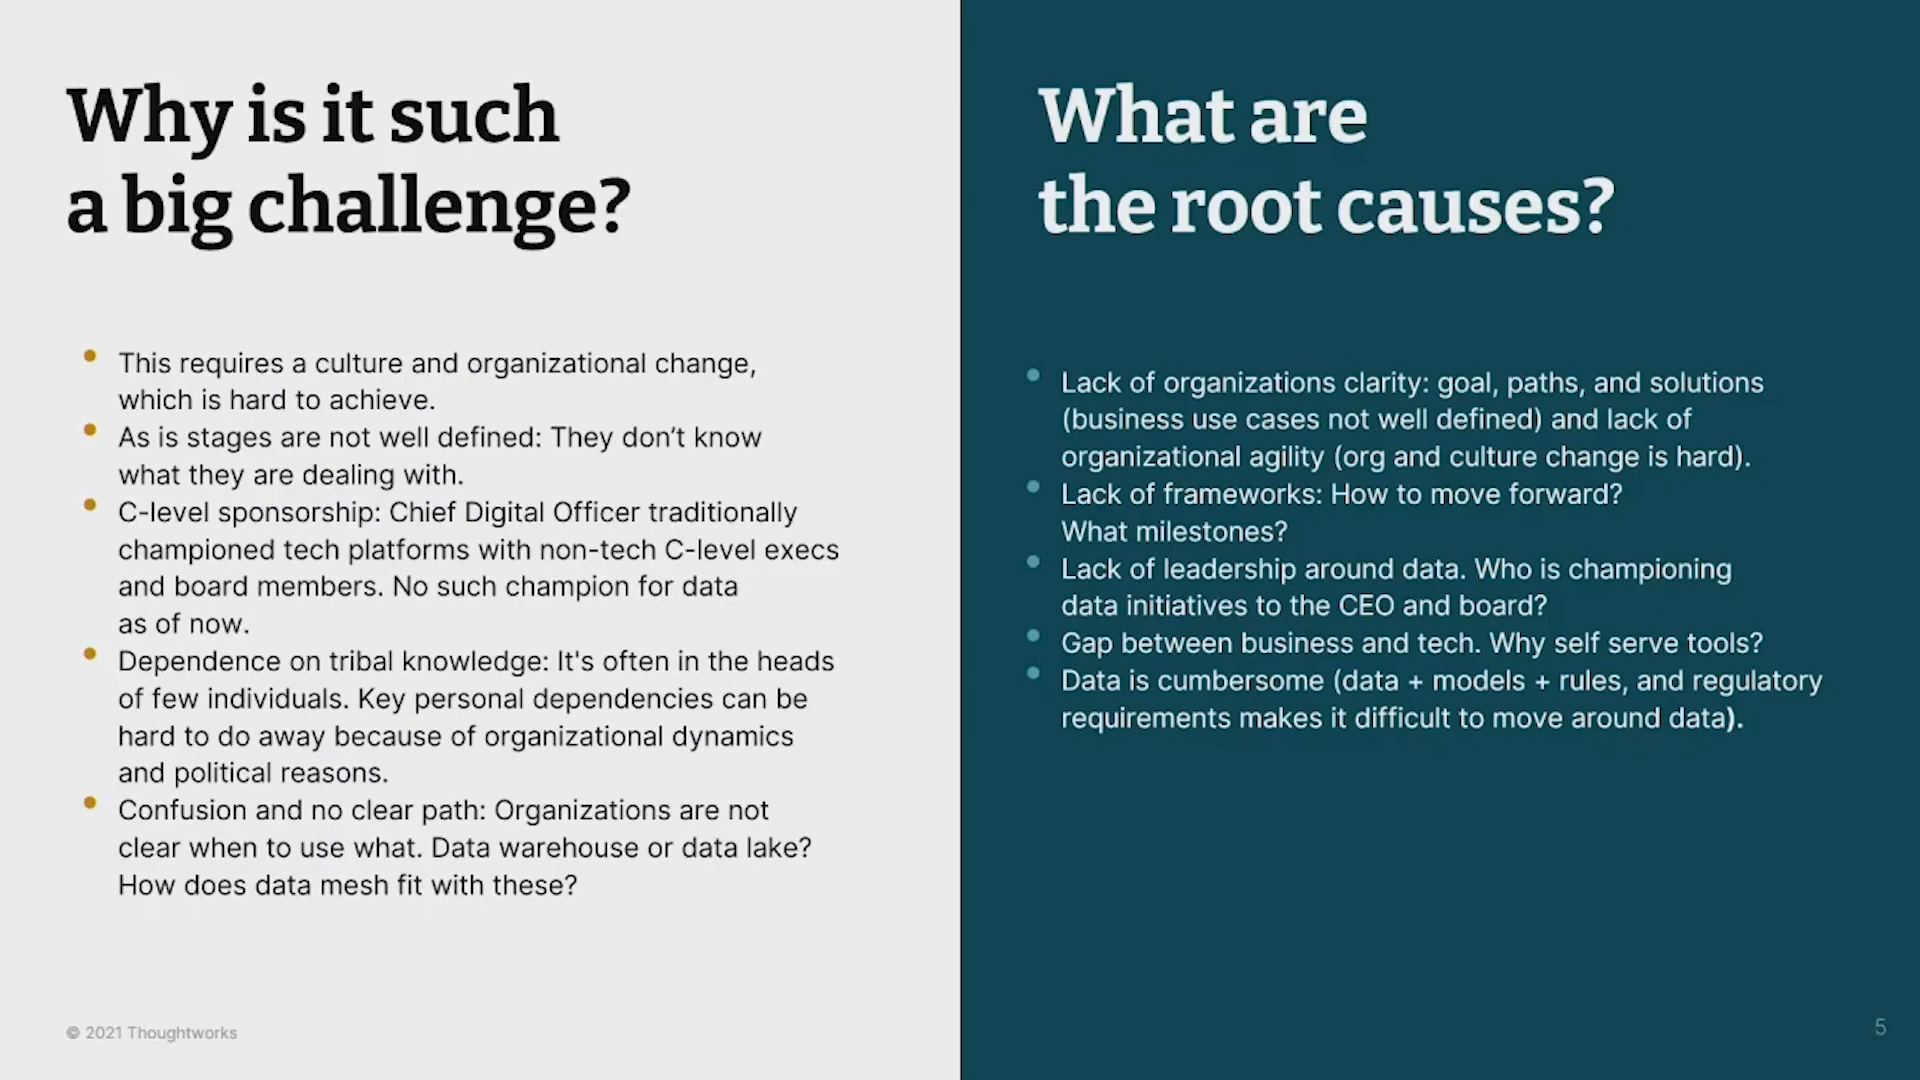 Why is it such
a big challenge?
This requires a culture and organizational change,
which is hard to achieve.
As is stages are not well defined: They don’t know
what they are dealing with.
C-level sponsorship: Chief Digital Officer traditionally
championed tech platforms with non-tech C-level execs
and board members. No such champion for data
as of now.
Dependence on tribal knowledge: It's often in the heads
of few individuals. Key personal dependencies can be
hard to do away because of organizational dynamics
and political reasons.
Confusion and no clear path: Organizations are not
clear when to use what. Data warehouse or data lake?
How does data mesh fit with these?
© 2021 Thoughtworks
What are
the root causes?
Lack of organizations clarity: goal, paths, and solutions
(business use cases not well defined) and lack of
organizational agility (org and culture change is hard).
Lack of frameworks: How to move forward?
What milestones?
Lack of leadership around data. Who is championing
data initiatives to the CEO and board?
Gap between business and tech. Why self serve tools?
Data is cumbersome (data + models + rules, and regulatory
requirements makes it difficult to move around data).
5